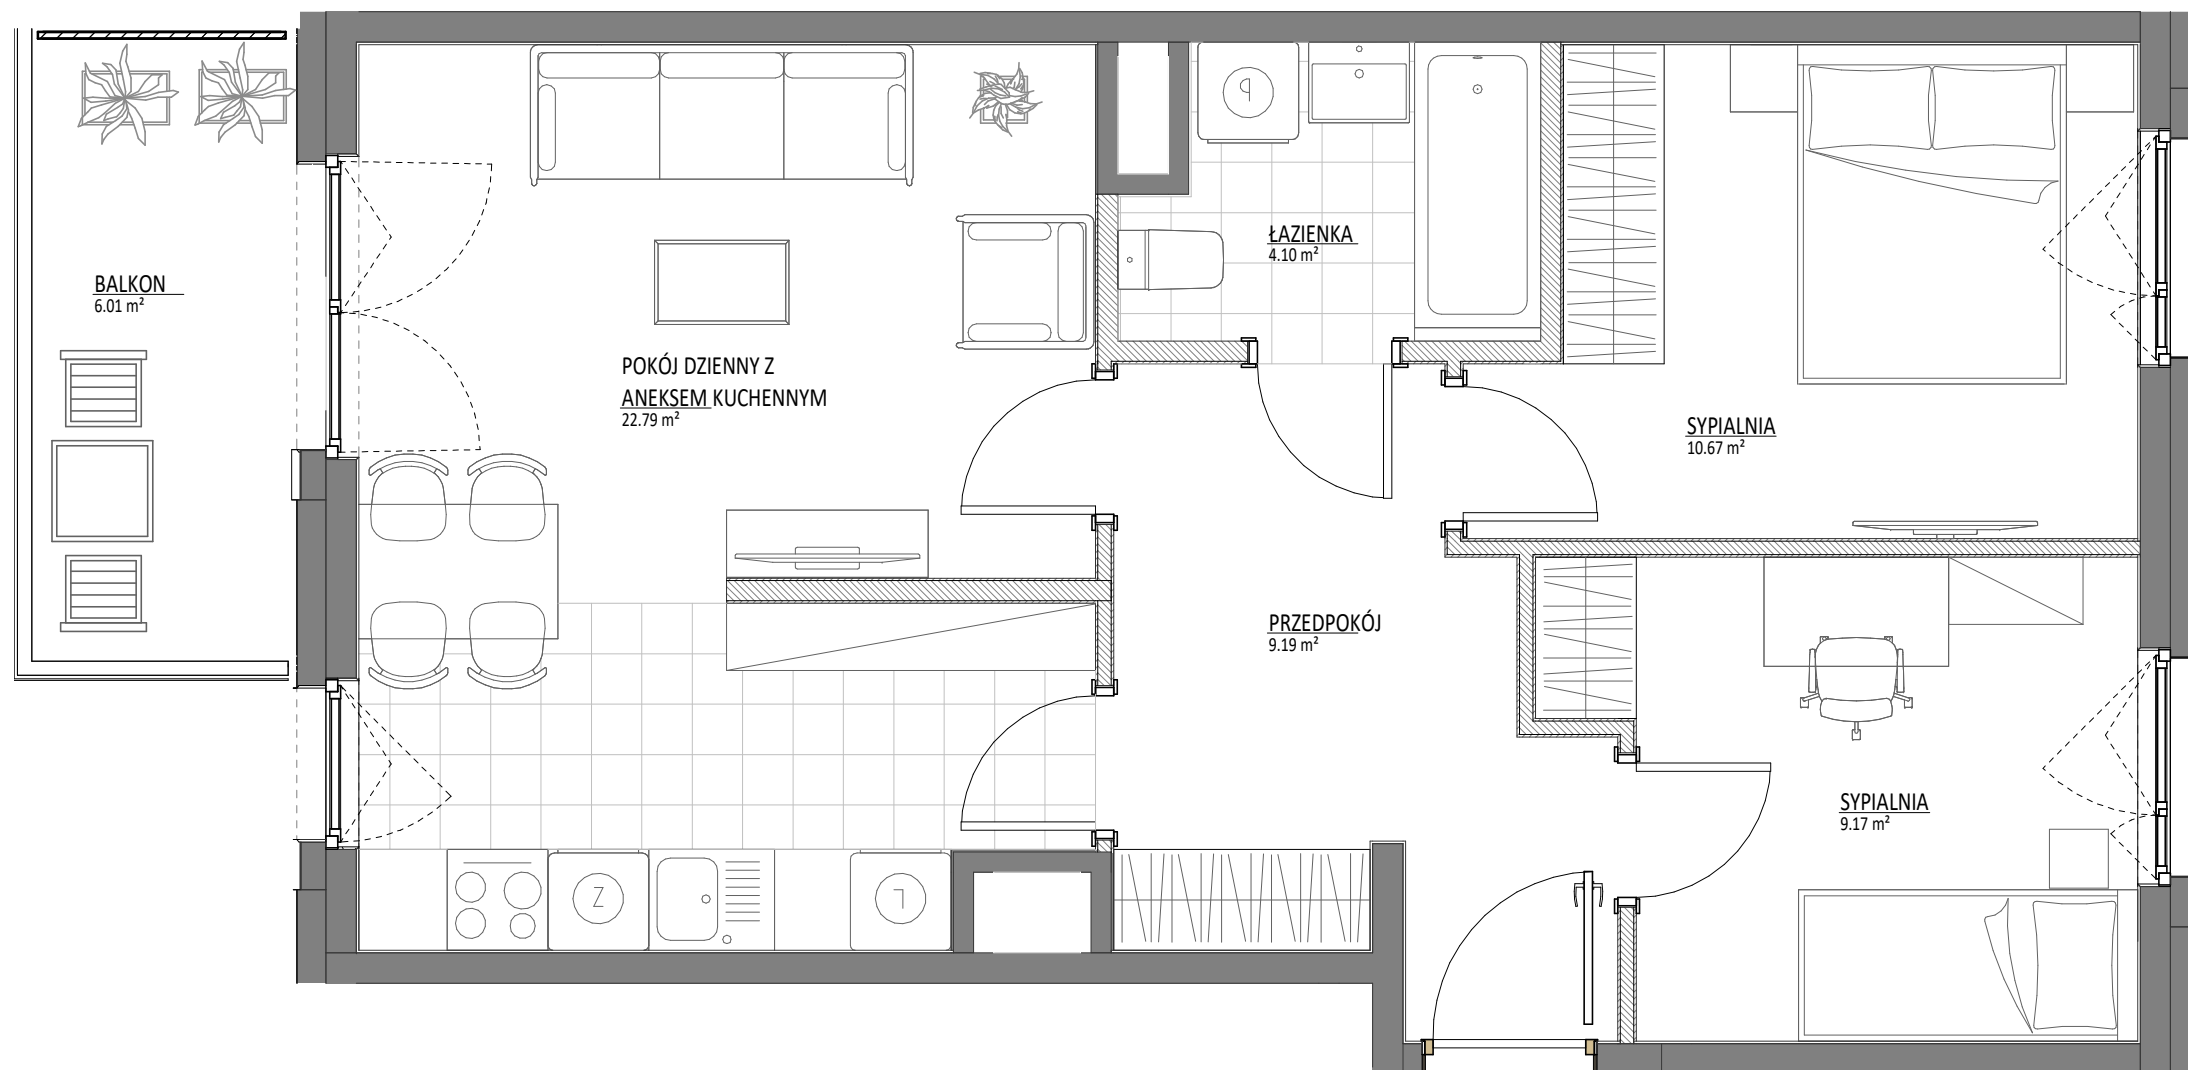 BALKON
6.01 m²
POKÓJ DZIENNY Z
ANEKSEM KUCHENNYM
22.79 m²
P
ŁAZIENKA
4.10 m²
SYPIALNIA
10.67 m²
PRZEDPOKÓJ
9.19 m²
SYPIALNIA
9.17 m²
Z
L